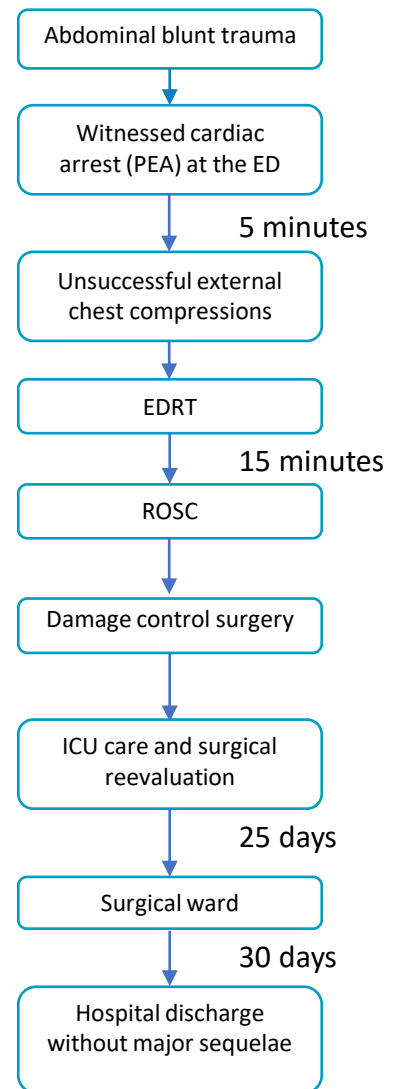 Abdominal blunt trauma
Witnessed cardiac
arrest (PEA) at the ED
5 minutes
Unsuccessful external
chest compressions
EDRT
15 minutes
ROSC
Damage control surgery
ICU care and surgical
reevaluation
25 days
Surgical ward
30 days
Hospital discharge
without major sequelae